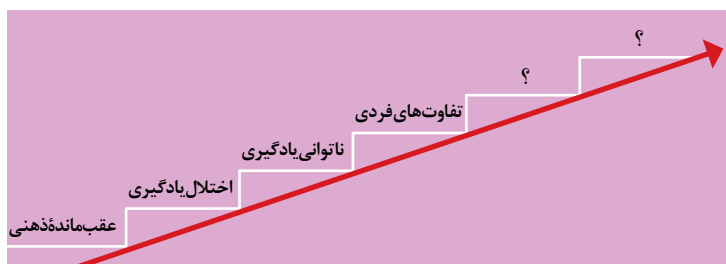 ؟
؟
تفاوت‌های فردی
ناتوانی یادگیری
اختلال یادگیری
عقب‌ماندهٔ ذهنی